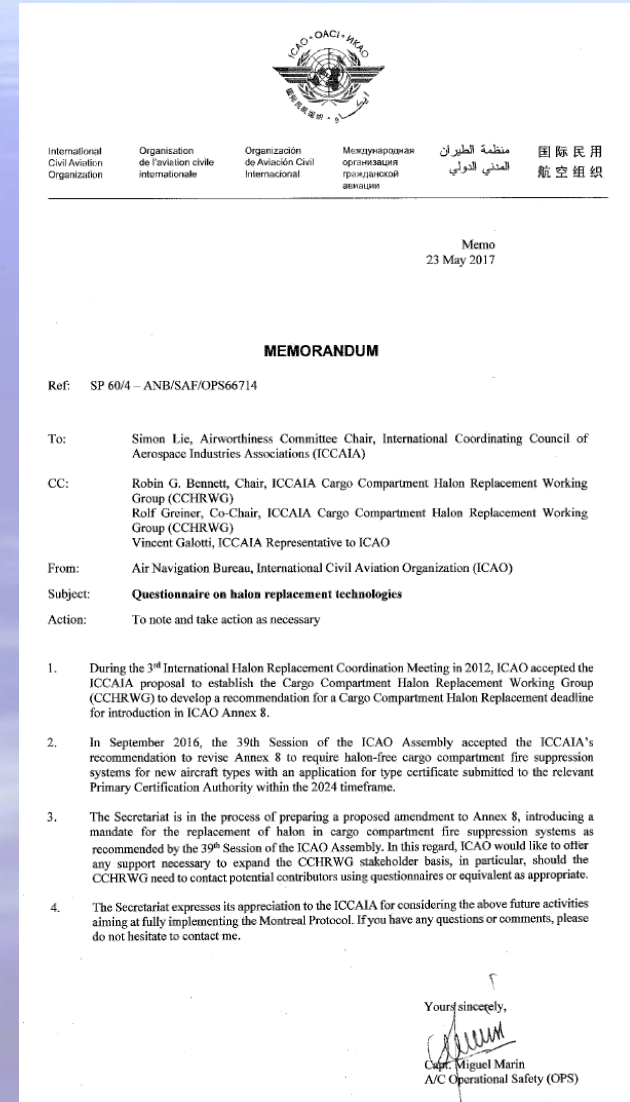 ICAO · OACI · ИКАО
International
Civil Aviation
Organization
Organisation
de l'aviation civile
internationale
Organización
de Aviación Civil
Internacional
Международная
организация
гражданской
авиации
منظمة الطيران
المدني الدولي
国际民用
航空组织
Memo
23 May 2017
MEMORANDUM
Ref: SP 60/4 – ANB/SAF/OPS66714
To: Simon Lie, Airworthiness Committee Chair, International Coordinating Council of
Aerospace Industries Associations (ICCAIA)
CC: Robin G. Bennett, Chair, ICCAIA Cargo Compartment Halon Replacement Working
Group (CCHRWG)
Rolf Greiner, Co-Chair, ICCAIA Cargo Compartment Halon Replacement Working
Group (CCHRWG)
Vincent Galotti, ICCAIA Representative to ICAO
From: Air Navigation Bureau, International Civil Aviation Organization (ICAO)
Subject: Questionnaire on halon replacement technologies
Action: To note and take action as necessary
1. During the 3rd International Halon Replacement Coordination Meeting in 2012, ICAO accepted the
ICCAIA proposal to establish the Cargo Compartment Halon Replacement Working Group
(CCHRWG) to develop a recommendation for a Cargo Compartment Halon Replacement deadline
for introduction in ICAO Annex 8.
2. In September 2016, the 39th Session of the ICAO Assembly accepted the ICCAIA's
recommendation to revise Annex 8 to require halon-free cargo compartment fire suppression
systems for new aircraft types with an application for type certificate submitted to the relevant
Primary Certification Authority within the 2024 timeframe.
3. The Secretariat is in the process of preparing a proposed amendment to Annex 8, introducing a
mandate for the replacement of halon in cargo compartment fire suppression systems as
recommended by the 39th Session of the ICAO Assembly. In this regard, ICAO would like to offer
any support necessary to expand the CCHRWG stakeholder basis, in particular, should the
CCHRWG need to contact potential contributors using questionnaires or equivalent as appropriate.
4. The Secretariat expresses its appreciation to the ICCAIA for considering the above future activities
aiming at fully implementing the Montreal Protocol. If you have any questions or comments, please
do not hesitate to contact me.
Yours sincerely,
Capt. Miguel Marin
A/C Operational Safety (OPS)